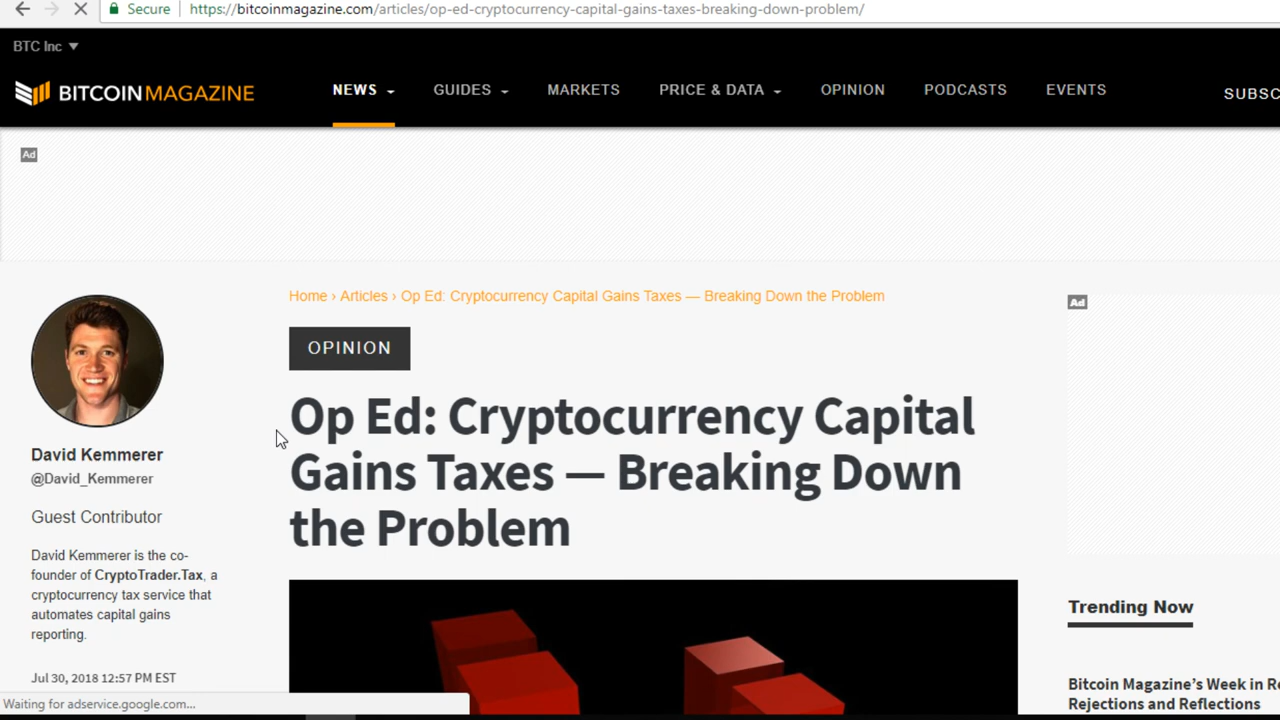 Secure
https://bitcoinmagazine.com/articles/op-ed-cryptocurrency-capital-gains-taxes-breaking-down-problem/
BTC Inc
BITCOINMAGAZINE
NEWS
GUIDES
MARKETS
PRICE & DATA
OPINION
PODCASTS
EVENTS
SUBSC
Ad
Home › Articles › Op Ed: Cryptocurrency Capital Gains Taxes — Breaking Down the Problem
Ad
OPINION
Op Ed: Cryptocurrency Capital
Gains Taxes — Breaking Down
the Problem
David Kemmerer
@David_Kemmerer
Guest Contributor
David Kemmerer is the co-
founder of CryptoTrader.Tax, a
cryptocurrency tax service that
automates capital gains
reporting.
Jul 30, 2018 12:57 PM EST
Trending Now
Bitcoin Magazine's Week in Re
Rejections and Reflections
Waiting for adservice.google.com...